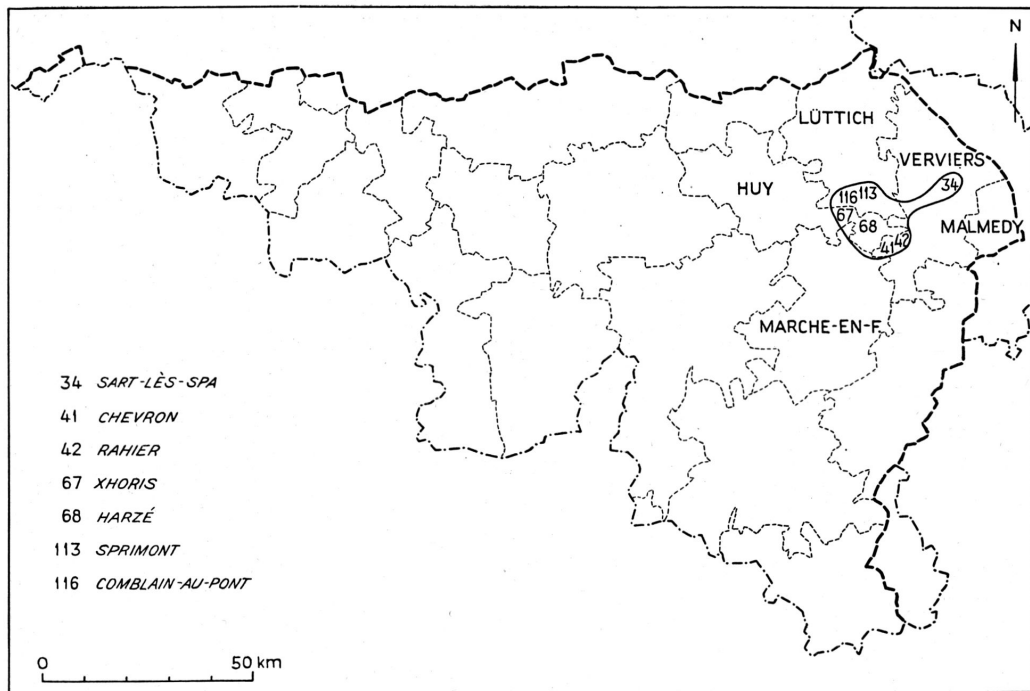 N
LÜTTICH
VERVIERS
HUY
116 113 34
67
68
MALMEDY
41 42
MARCHE-EN-F.
34 SART-LÈS-SPA
41 CHEVRON
42 RAHIER
67 XHORIS
68 HARZÉ
113 SPRIMONT
116 COMBLAIN-AU-PONT
0 50 km